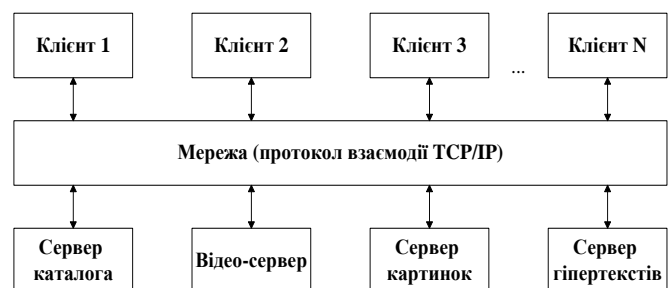 Клієнт 1
Клієнт 2
Клієнт 3
...
Клієнт N
Мережа (протокол взаємодії TCP/IP)
Сервер
каталога
Відео-сервер
Сервер
картинок
Сервер
гіпертекстів